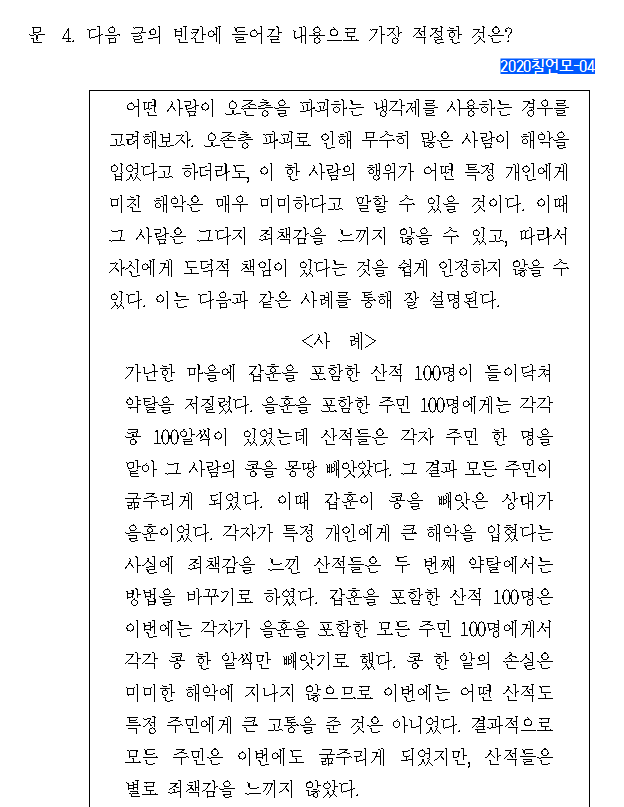 문 4. 다음 글의 빈칸에 들어갈 내용으로 가장 적절한 것은?
2020침언모-04
어떤 사람이 오존층을 파괴하는 냉각제를 사용하는 경우를
고려해보자. 오존층 파괴로 인해 무수히 많은 사람이 해악을
입었다고 하더라도, 이 한 사람의 행위가 어떤 특정 개인에게
미친 해악은 매우 미미하다고 말할 수 있을 것이다. 이때
그 사람은 그다지 죄책감을 느끼지 않을 수 있고, 따라서
자신에게 도덕적 책임이 있다는 것을 쉽게 인정하지 않을 수
있다. 이는 다음과 같은 사례를 통해 잘 설명된다.
<사 례>
가난한 마을에 갑훈을 포함한 산적 100명이 들이닥쳐
약탈을 저질렀다. 을훈을 포함한 주민 100명에게는 각각
콩 100알씩이 있었는데 산적들은 각자 주민 한 명을
맡아 그 사람의 콩을 몽땅 빼앗았다. 그 결과 모든 주민이
굶주리게 되었다. 이때 갑훈이 콩을 빼앗은 상대가
을훈이었다. 각자가 특정 개인에게 큰 해악을 입혔다는
사실에 죄책감을 느낀 산적들은 두 번째 약탈에서는
방법을 바꾸기로 하였다. 갑훈을 포함한 산적 100명은
이번에는 각자가 을훈을 포함한 모든 주민 100명에게서
각각 콩 한 알씩만 빼앗기로 했다. 콩 한 알의 손실은
미미한 해악에 지나지 않으므로 이번에는 어떤 산적도
특정 주민에게 큰 고통을 준 것은 아니었다. 결과적으로
모든 주민은 이번에도 굶주리게 되었지만, 산적들은
별로 죄책감을 느끼지 않았다.